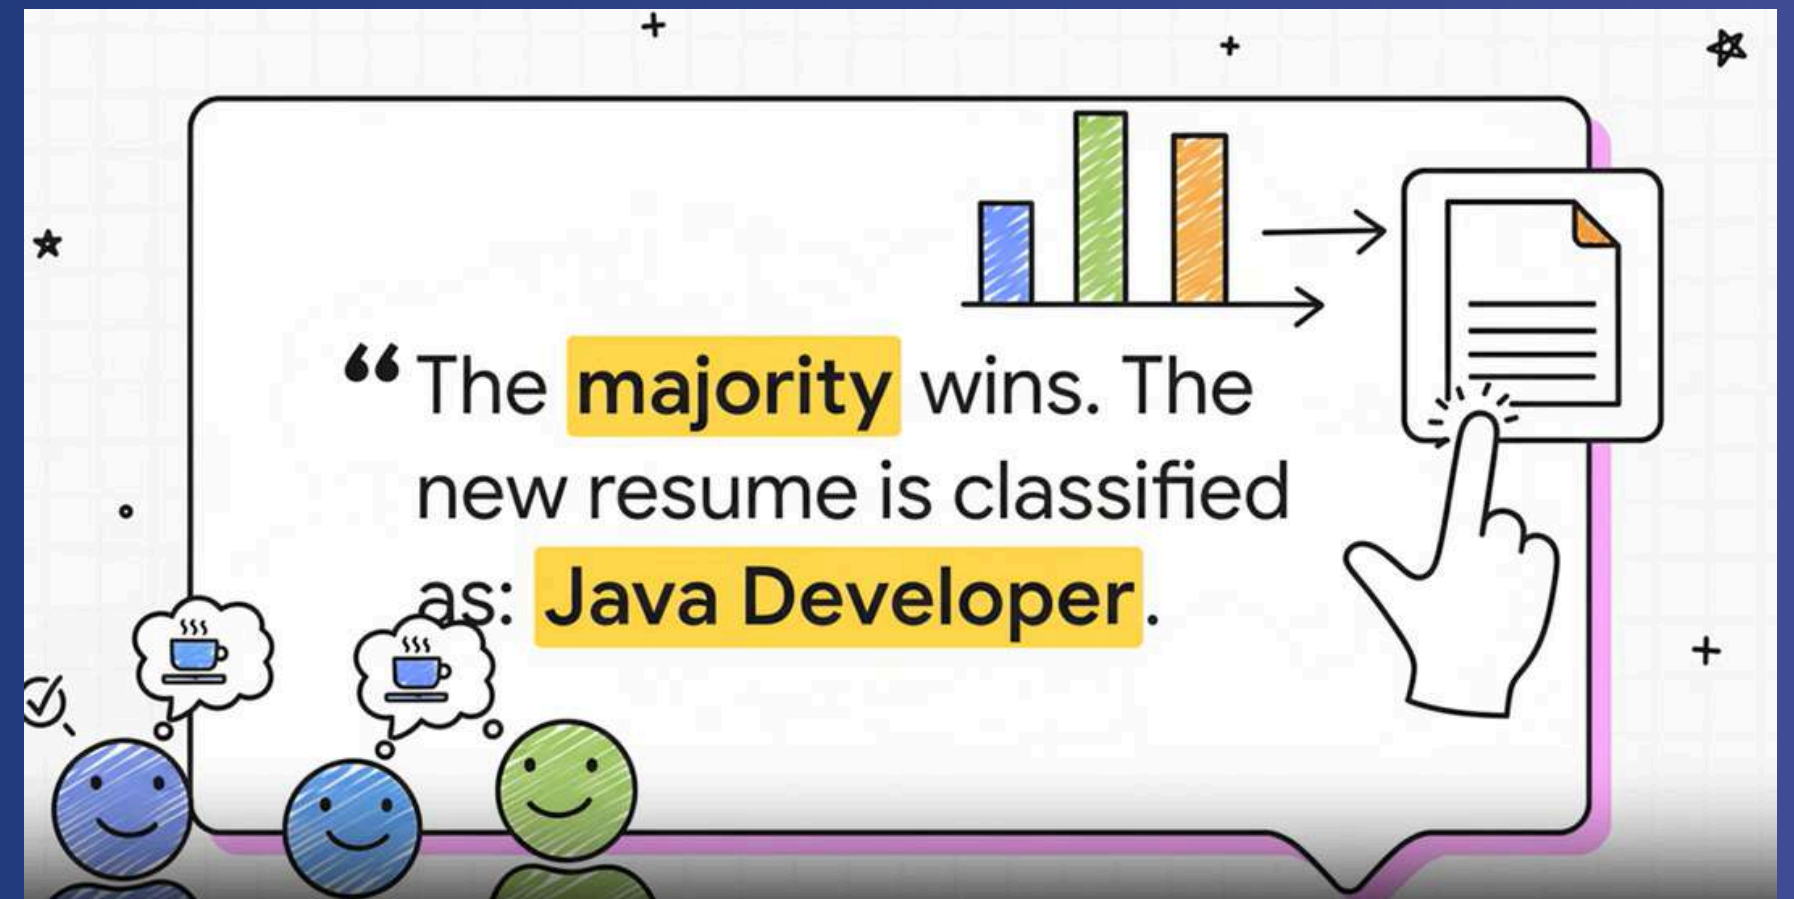 “The majority wins. The
new resume is classified
as: Java Developer.